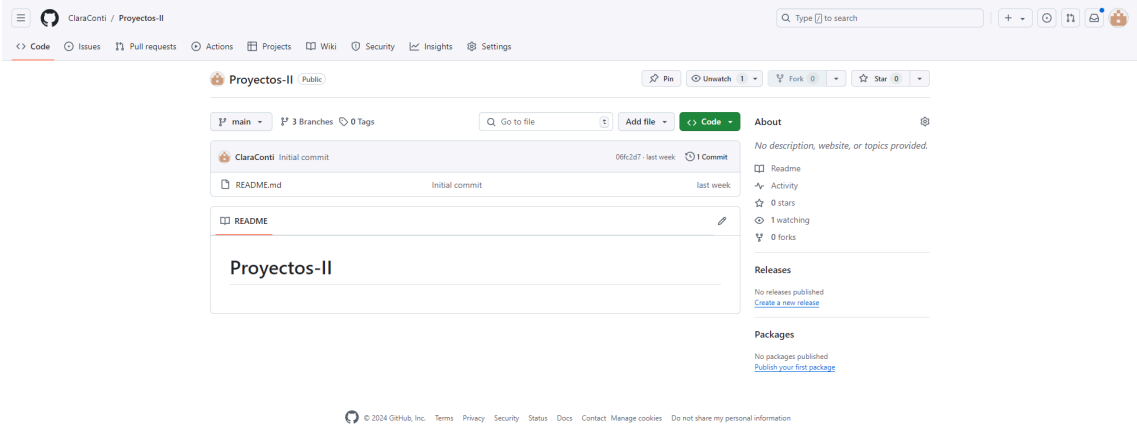 ClaraConti / Proyectos-II
Type / to search
Code Issues Pull requests Actions Projects Wiki Security Insights Settings
Proyectos-II Public
Pin Unwatch 1 Fork 0 Star 0
main 3 Branches 0 Tags
Go to file t Add file Code
ClaraConti Initial commit 06fc2d7 · last week 1 Commit
README.md Initial commit last week
README
Proyectos-II
About
No description, website, or topics provided.
Readme
Activity
0 stars
1 watching
0 forks
Releases
No releases published
Create a new release
Packages
No packages published
Publish your first package
© 2024 GitHub, Inc. Terms Privacy Security Status Docs Contact Manage cookies Do not share my personal information